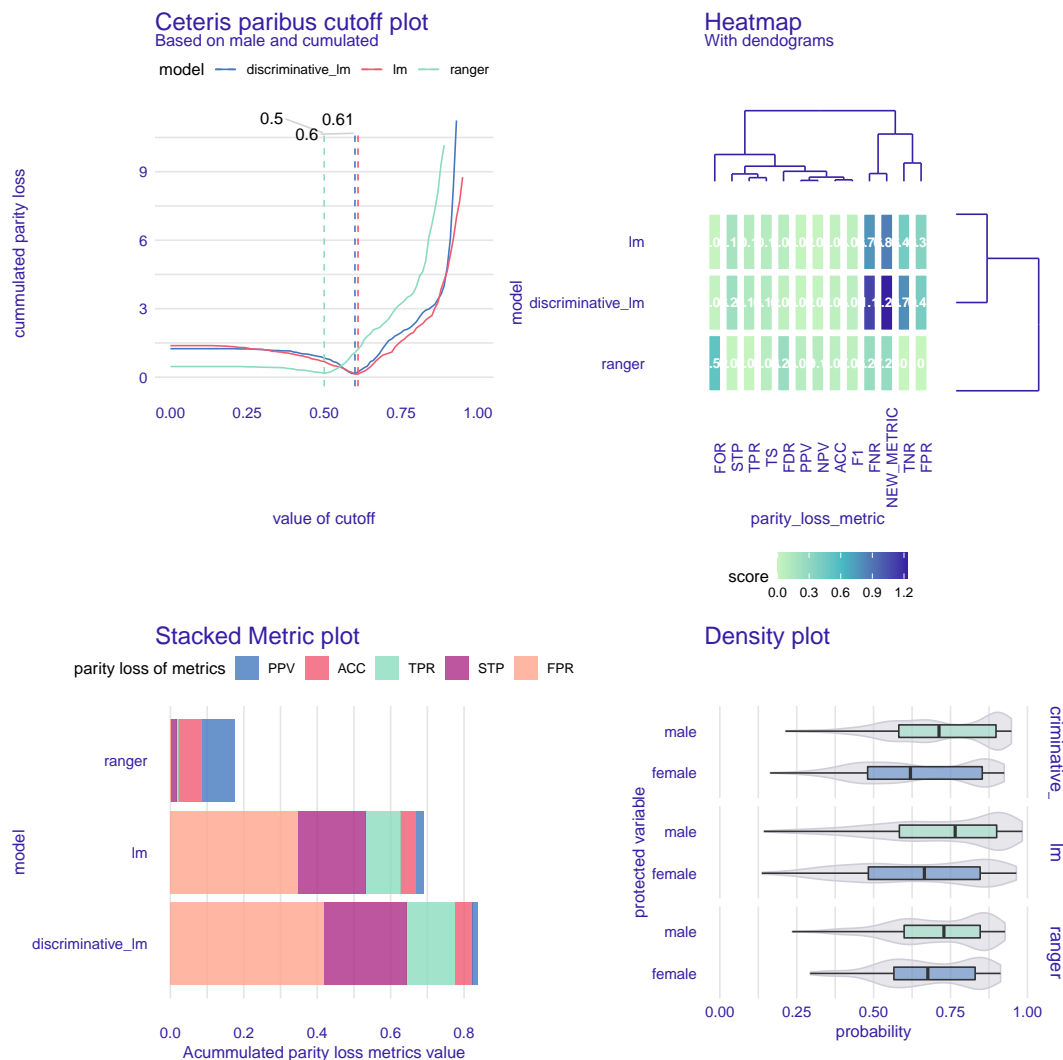 Ceteris paribus cutoff plot
Based on male and cumulated
model discriminative_lm lm ranger
0.5 0.61
0.6
cummulated parity loss
9
6
3
0
0.00 0.25 0.50 0.75 1.00
value of cutoff
Heatmap
With dendograms
model
lm
discriminative_lm
ranger
FOR STP TPR TS FDR PPV NPV ACC F1 FNR NEW_METRIC TNR FPR
parity_loss_metric
score
0.0 0.3 0.6 0.9 1.2
Stacked Metric plot
parity loss of metrics PPV ACC TPR STP FPR
model
ranger
lm
discriminative_lm
0.0 0.2 0.4 0.6 0.8
Acummulated parity loss metrics value
Density plot
protected variable
male
female
criminative_
male
female
lm
male
female
ranger
0.00 0.25 0.50 0.75 1.00
probability